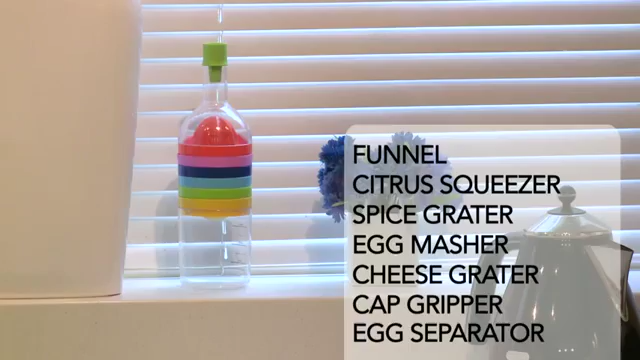 FUNNEL
CITRUS SQUEEZER
SPICE GRATER
EGG MASHER
CHEESE GRATER
CAP GRIPPER
EGG SEPARATOR